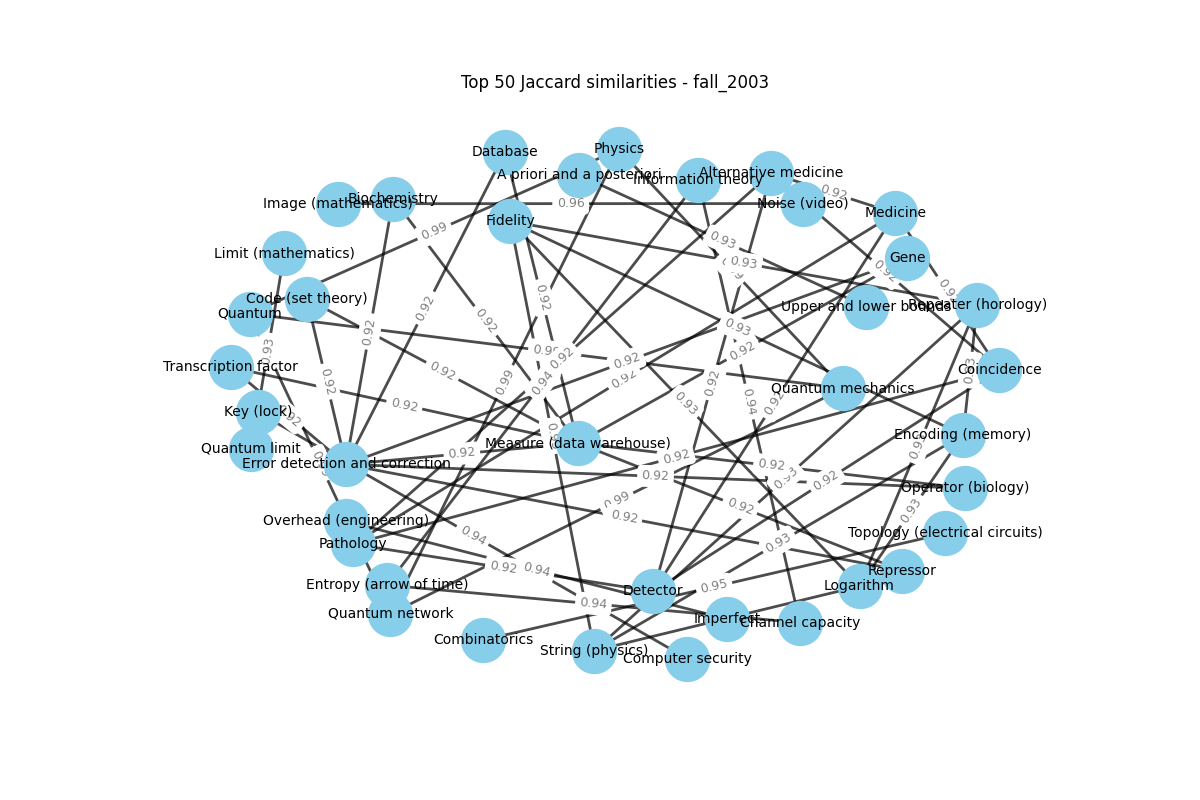 Top 50 Jaccard similarities - fall_2003
Physics
Database
A priori and a posteriori
Information theory
Alternative medicine
0.92
Image (mathematics)
Biochemistry
0.96
Noise (video)
Medicine
Fidelity
0.99
0.93
Limit (mathematics)
Gene
0.93
0.92
Code (set theory)
0.92
Upper and lower bounds
Repeater (horology)
0.92
Quantum
0.92
0.93
0.92
0.93
0.92
0.92
0.92
Transcription factor
0.92
Coincidence
0.92
0.92
0.99
0.94
0.92
Quantum mechanics
0.92
0.93
0.94
0.92
Key (lock)
Encoding (memory)
Measure (data warehouse)
Quantum limit
0.92
0.92
Error detection and correction
0.92
0.92
0.92
Operator (biology)
0.99
0.92
0.93
0.92
Overhead (engineering)
0.94
Topology (electrical circuits)
Pathology
0.93
0.92
0.94
Repressor
Entropy (arrow of time)
0.95
Logarithm
Detector
0.94
Quantum network
Imperfect
Channel capacity
Combinatorics
String (physics)
Computer security